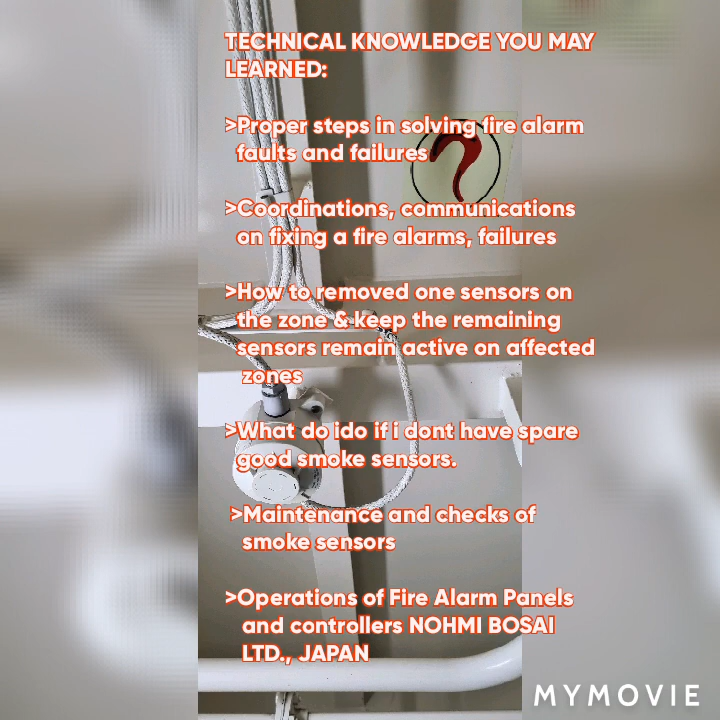 TECHNICAL KNOWLEDGE YOU MAY
LEARNED:
>Proper steps in solving fire alarm
faults and failures
>Coordinations, communications
on fixing a fire alarms, failures
>How to removed one sensors on
the zone & keep the remaining
sensors remain active on affected
zones
>What do ido if i dont have spare
good smoke sensors.
>Maintenance and checks of
smoke sensors
>Operations of Fire Alarm Panels
and controllers NOHMI BOSAI
LTD., JAPAN
MYMOVIE